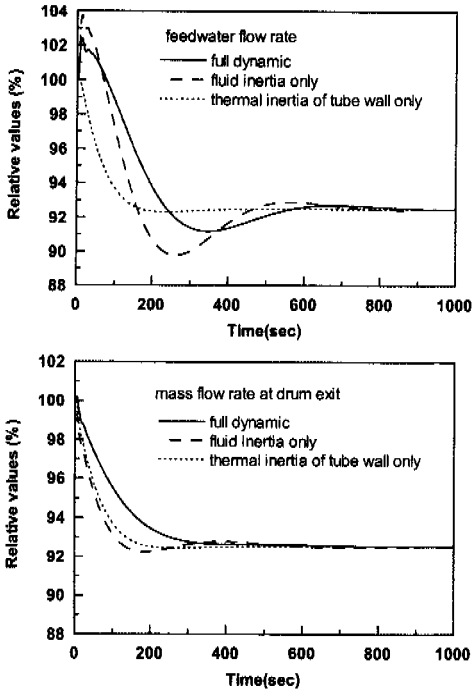 104
102
100
98
96
94
92
90
88
Relative values (%)
feedwater flow rate
full dynamic
fluid inertia only
thermal inertia of tube wall only
0 200 400 600 800 1000
Time(sec)
102
100
98
96
94
92
90
88
Relative values (%)
mass flow rate at drum exit
full dynamic
fluid inertia only
thermal inertia of tube wall only
0 200 400 600 800 1000
Time(sec)